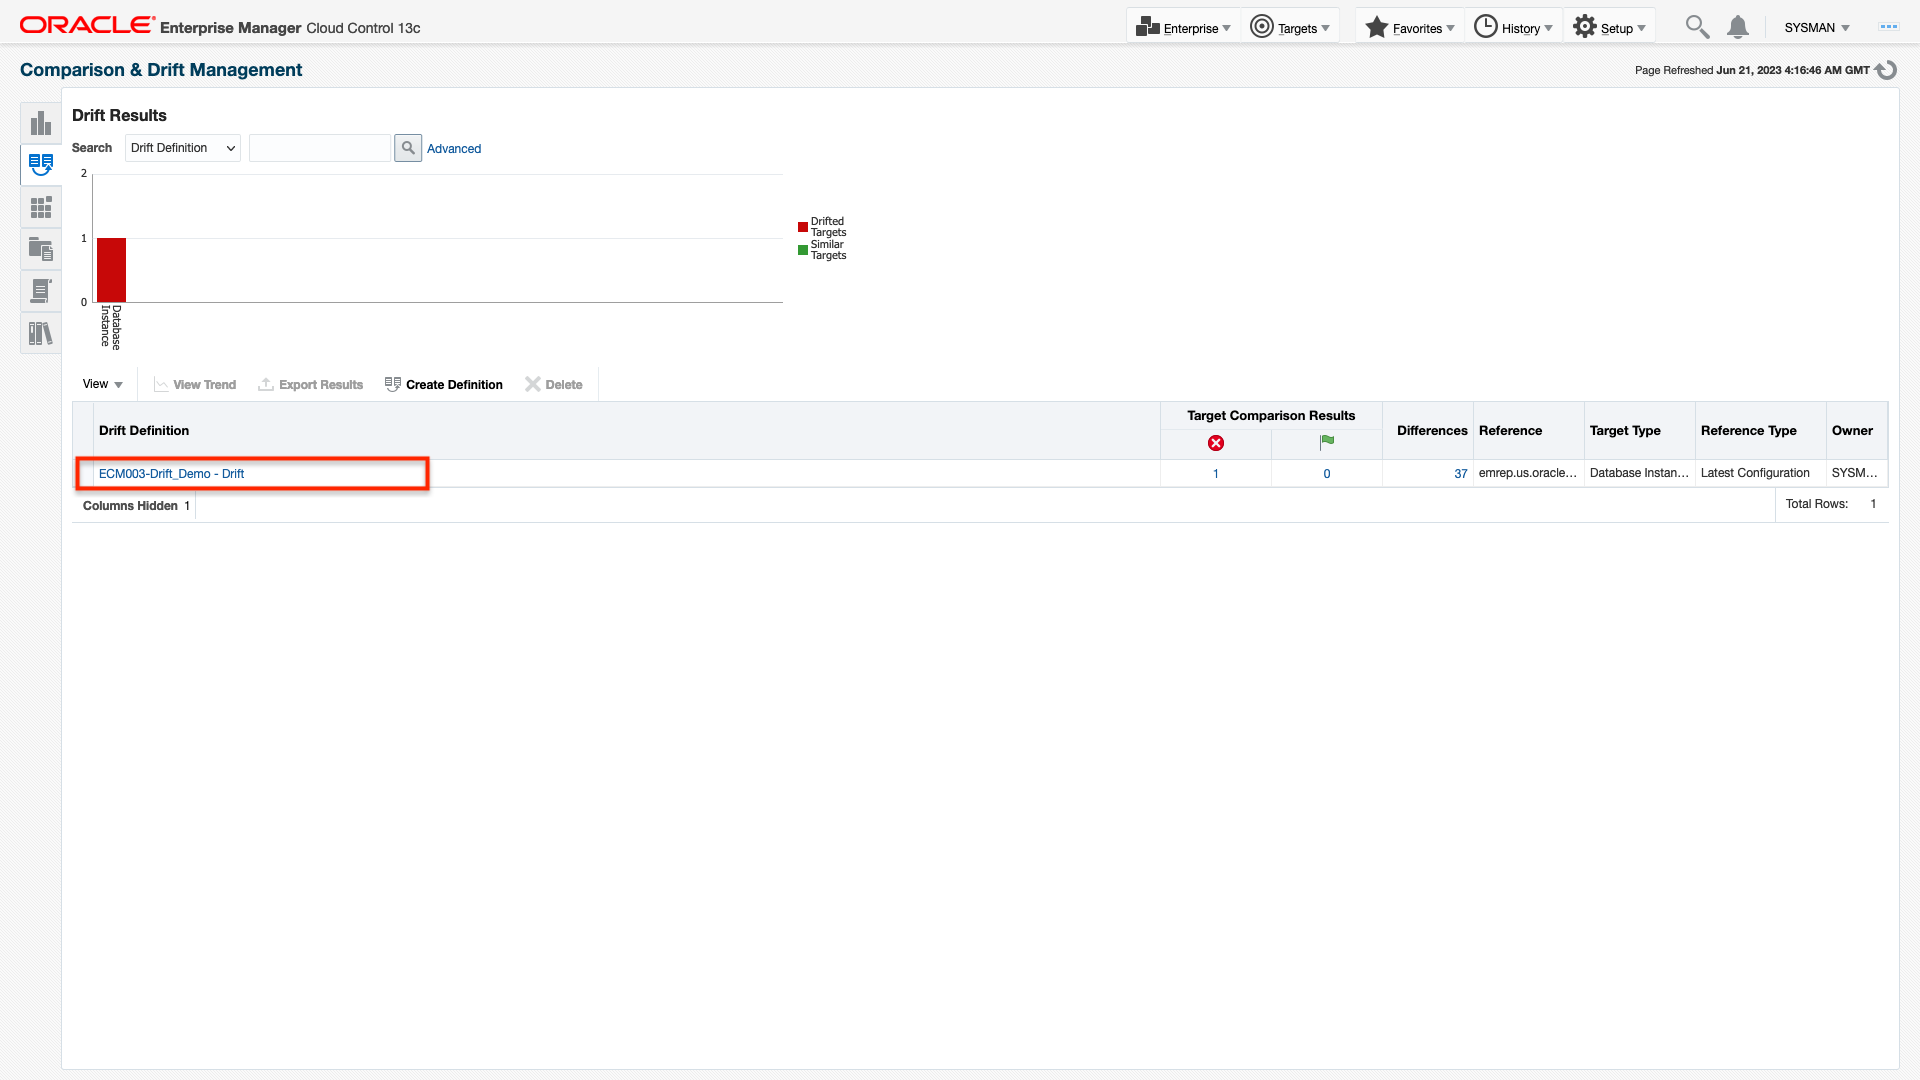 ORACLE Enterprise Manager Cloud Control 13c
Enterprise Targets Favorites History Setup SYSMAN
Comparison & Drift Management
Page Refreshed Jun 21, 2023 4:16:46 AM GMT
Drift Results
Search Drift Definition Advanced
2
1
0
Database
Instance
Drifted
Targets
Similar
Targets
View View Trend Export Results Create Definition Delete
Drift Definition Target Comparison Results Differences Reference Target Type Reference Type Owner
ECM003-Drift_Demo - Drift 1 0 37 emrep.us.oracle... Database Instan... Latest Configuration SYSM...
Columns Hidden 1 Total Rows: 1